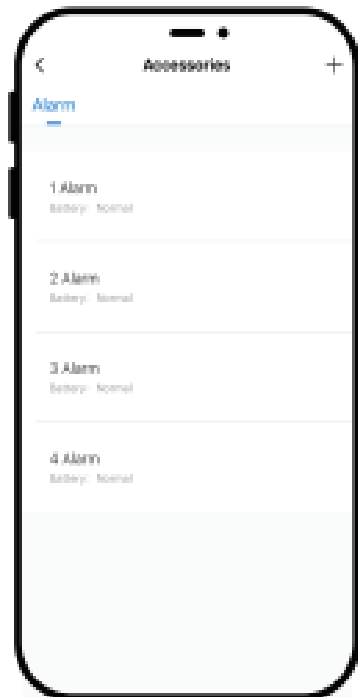 Accessories
Alarm
1 Alarm
Battery: Normal
2 Alarm
Battery: Normal
3 Alarm
Battery: Normal
4 Alarm
Battery: Normal